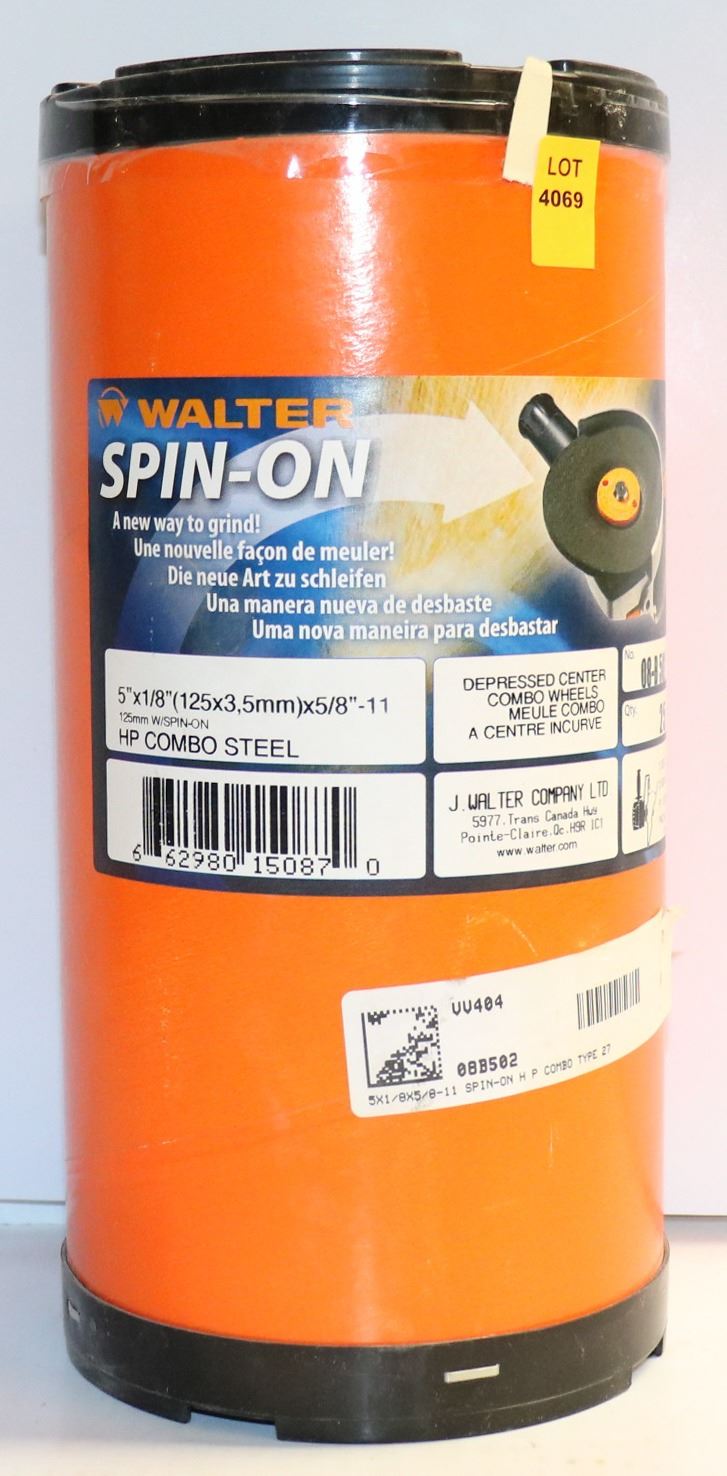 LOT
4069
WALTER
SPIN-ON
A new way to grind!
Une nouvelle façon de meuler!
Die neue Art zu schleifen
Una manera nueva de desbaste
Uma nova maneira para desbastar
5"x1/8"(125x3,5mm)x5/8"-11
125mm W/SPIN-ON
HP COMBO STEEL
DEPRESSED CENTER
COMBO WHEELS
MEULE COMBO
A CENTRE INCURVE
No.
Qty.
6 62980 15087 0
J. WALTER COMPANY LTD
5977, Trans Canada Hwy
Pointe-Claire, Qc. H9R 1C1
www.walter.com
VV404
08B502
5X1/8X5/8-11 SPIN-ON H P COMBO TYPE 27